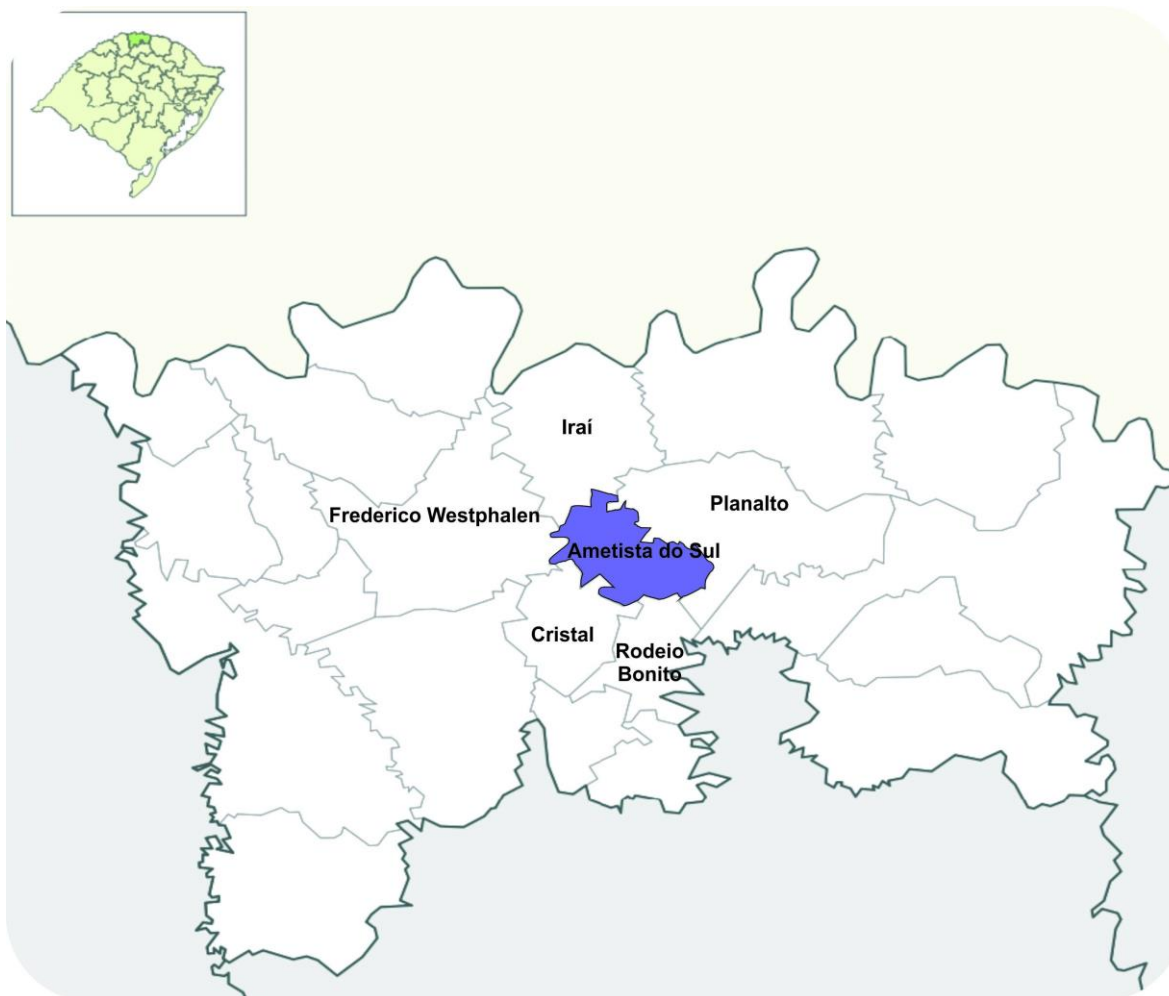 Iraí
Planalto
Frederico Westphalen
Ametista do Sul
Cristal
Rodeio
Bonito